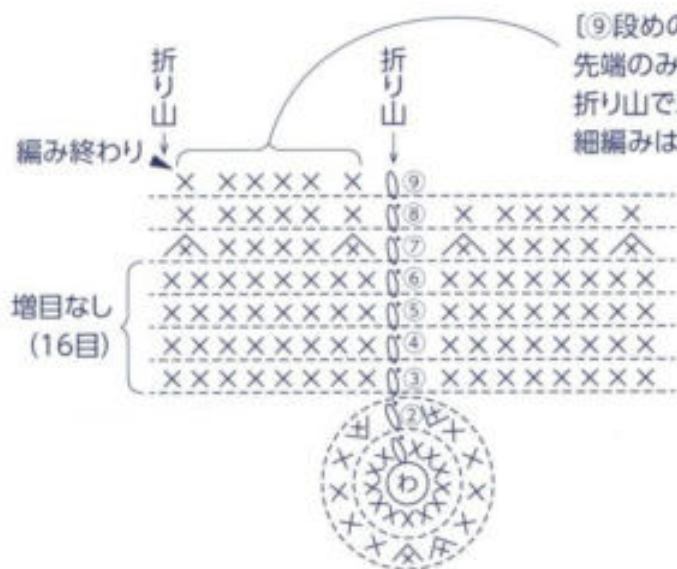 [⑨段めの
先端のみ
折り山で
細編みは
折り山
折り山
編み終わり
⑨
⑧
⑦
⑥
⑤
④
③
②
増目なし
(16目)
わ